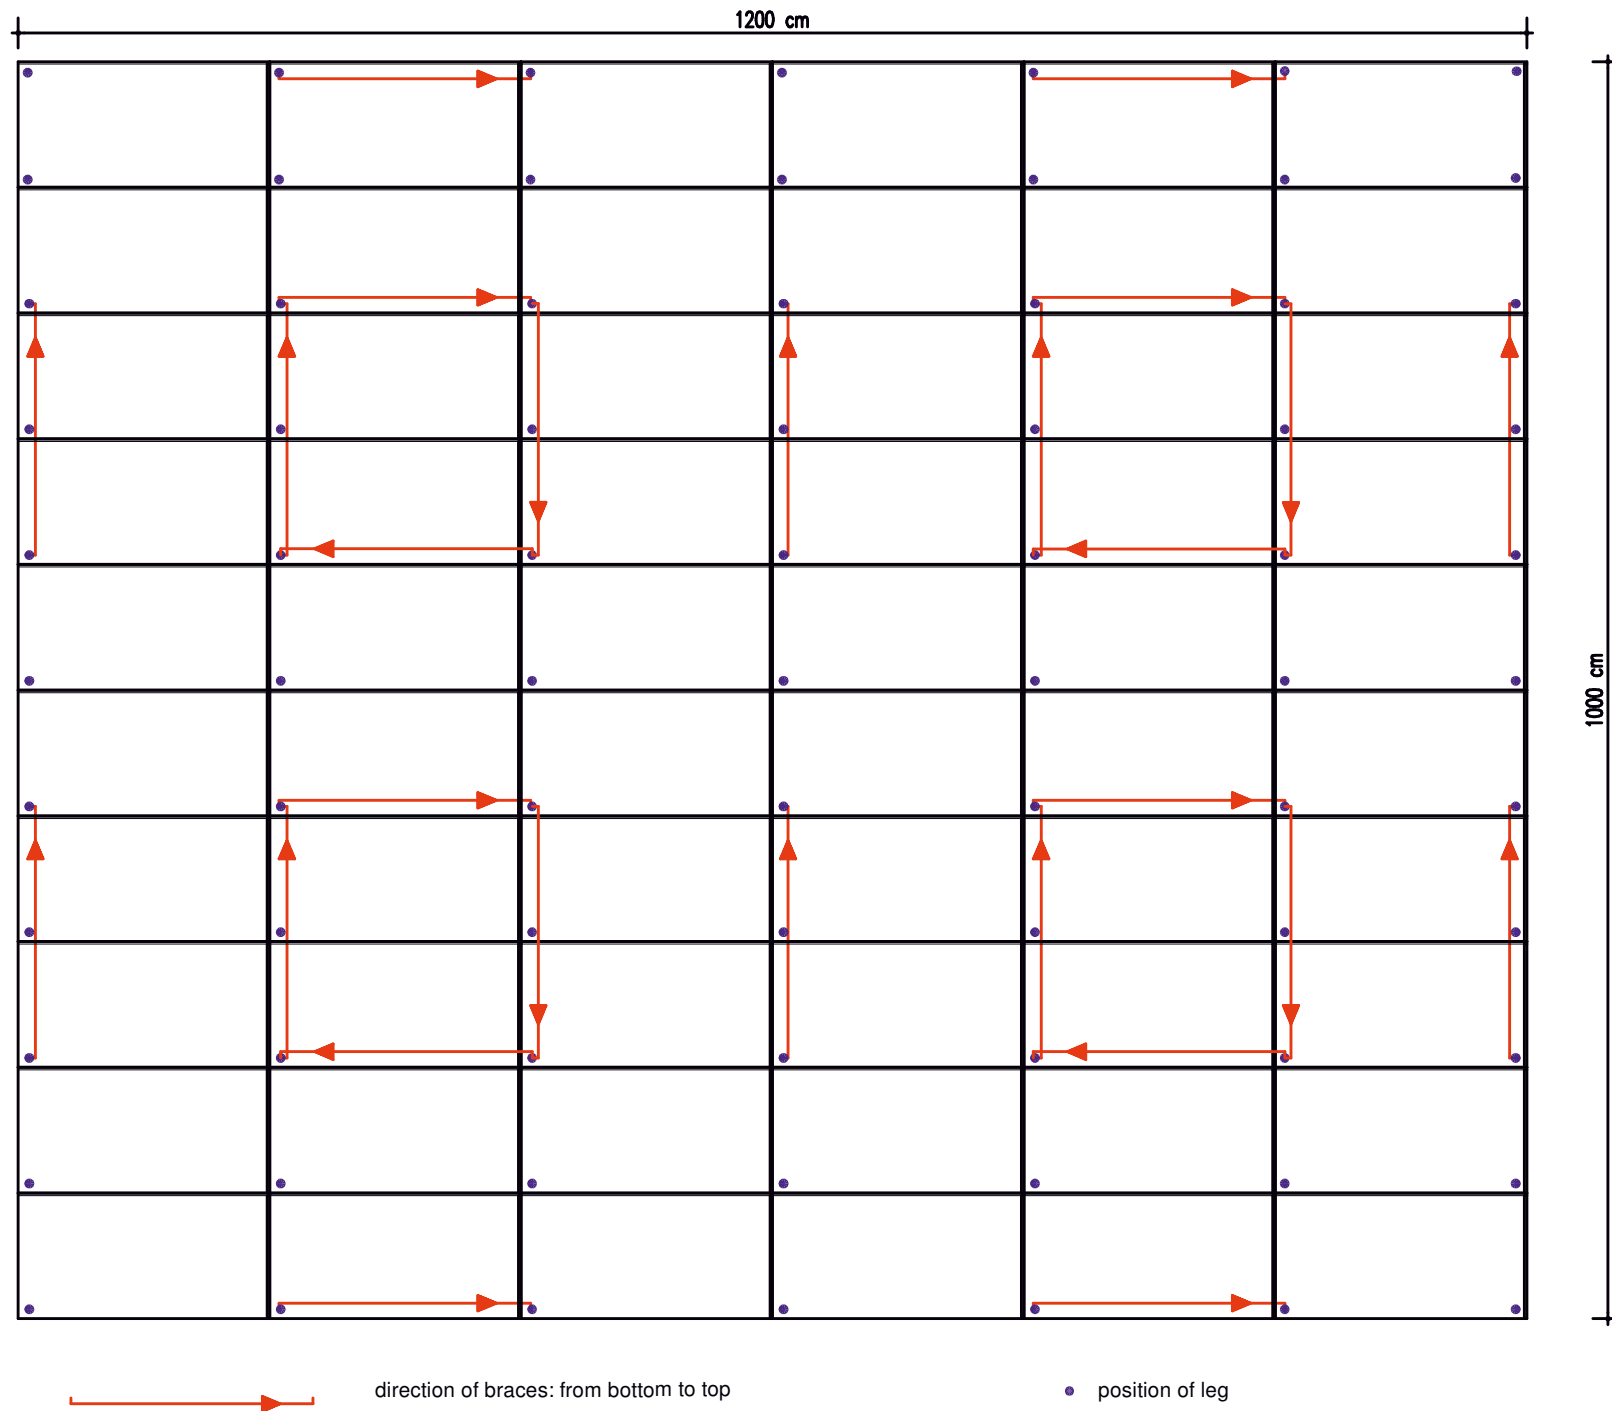 1200 cm
1000 cm
direction of braces: from bottom to top
position of leg